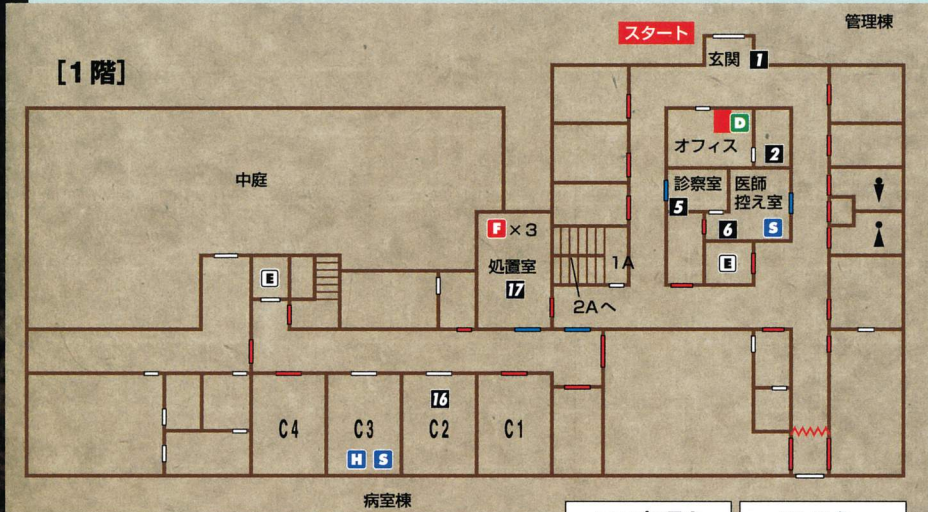 管理棟
スタート
[1階]
玄関 1
D
オフィス
2
中庭
診察室
医師
控え室
5
6 S
F×3
処置室
17
1A
E
E
2Aへ
16
C4
C3
C2
C1
H S
病室棟